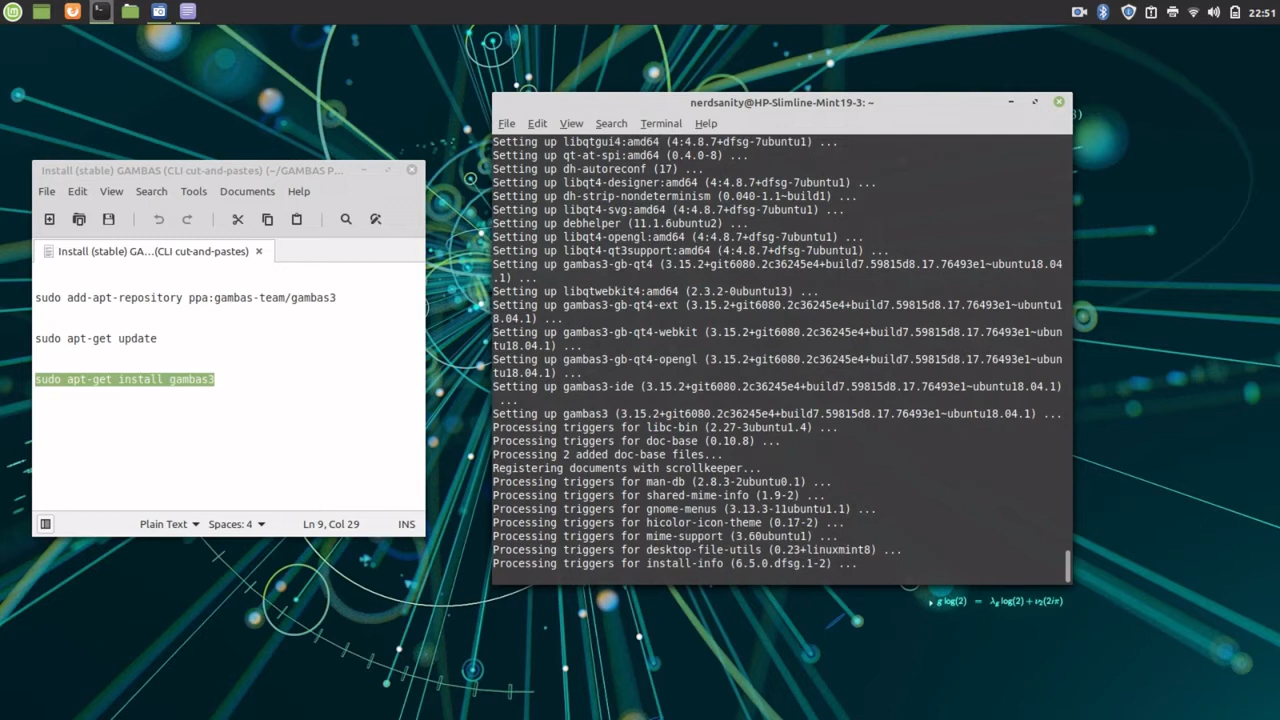 22:51
Install (stable) GAMBAS (CLI cut-and-pastes) (~/GAMBAS P...
File Edit View Search Tools Documents Help
Install (stable) GA...(CLI cut-and-pastes)
sudo add-apt-repository ppa:gambas-team/gambas3
sudo apt-get update
sudo apt-get install gambas3
Plain Text Spaces: 4 Ln 9, Col 29 INS
nerdsanity@HP-Slimline-Mint19-3: ~
File Edit View Search Terminal Help
Setting up libqtgui4:amd64 (4:4.8.7+dfsg-7ubuntu1) ...
Setting up qt-at-spi:amd64 (0.4.0-8) ...
Setting up dh-autoreconf (17) ...
Setting up libqt4-designer:amd64 (4:4.8.7+dfsg-7ubuntu1) ...
Setting up dh-strip-nondeterminism (0.040-1.1~build1) ...
Setting up libqt4-svg:amd64 (4:4.8.7+dfsg-7ubuntu1) ...
Setting up debhelper (11.1.6ubuntu2) ...
Setting up libqt4-opengl:amd64 (4:4.8.7+dfsg-7ubuntu1) ...
Setting up libqt4-qt3support:amd64 (4:4.8.7+dfsg-7ubuntu1) ...
Setting up gambas3-gb-qt4 (3.15.2+git6080.2c36245e4+build7.59815d8.17.76493e1~ubuntu18.04
.1) ...
Setting up libqtwebkit4:amd64 (2.3.2-0ubuntu13) ...
Setting up gambas3-gb-qt4-ext (3.15.2+git6080.2c36245e4+build7.59815d8.17.76493e1~ubuntu1
8.04.1) ...
Setting up gambas3-gb-qt4-webkit (3.15.2+git6080.2c36245e4+build7.59815d8.17.76493e1~ubun
tu18.04.1) ...
Setting up gambas3-gb-qt4-opengl (3.15.2+git6080.2c36245e4+build7.59815d8.17.76493e1~ubun
tu18.04.1) ...
Setting up gambas3-ide (3.15.2+git6080.2c36245e4+build7.59815d8.17.76493e1~ubuntu18.04.1)
...
Setting up gambas3 (3.15.2+git6080.2c36245e4+build7.59815d8.17.76493e1~ubuntu18.04.1) ...
Processing triggers for libc-bin (2.27-3ubuntu1.4) ...
Processing triggers for doc-base (0.10.8) ...
Processing 2 added doc-base files...
Registering documents with scrollkeeper...
Processing triggers for man-db (2.8.3-2ubuntu0.1) ...
Processing triggers for shared-mime-info (1.9-2) ...
Processing triggers for gnome-menus (3.13.3-11ubuntu1.1) ...
Processing triggers for hicolor-icon-theme (0.17-2) ...
Processing triggers for mime-support (3.60ubuntu1) ...
Processing triggers for desktop-file-utils (0.23+linuxmint8) ...
Processing triggers for install-info (6.5.0.dfsg.1-2) ...
g log(2) = λg log(2) + ν2(2iπ)